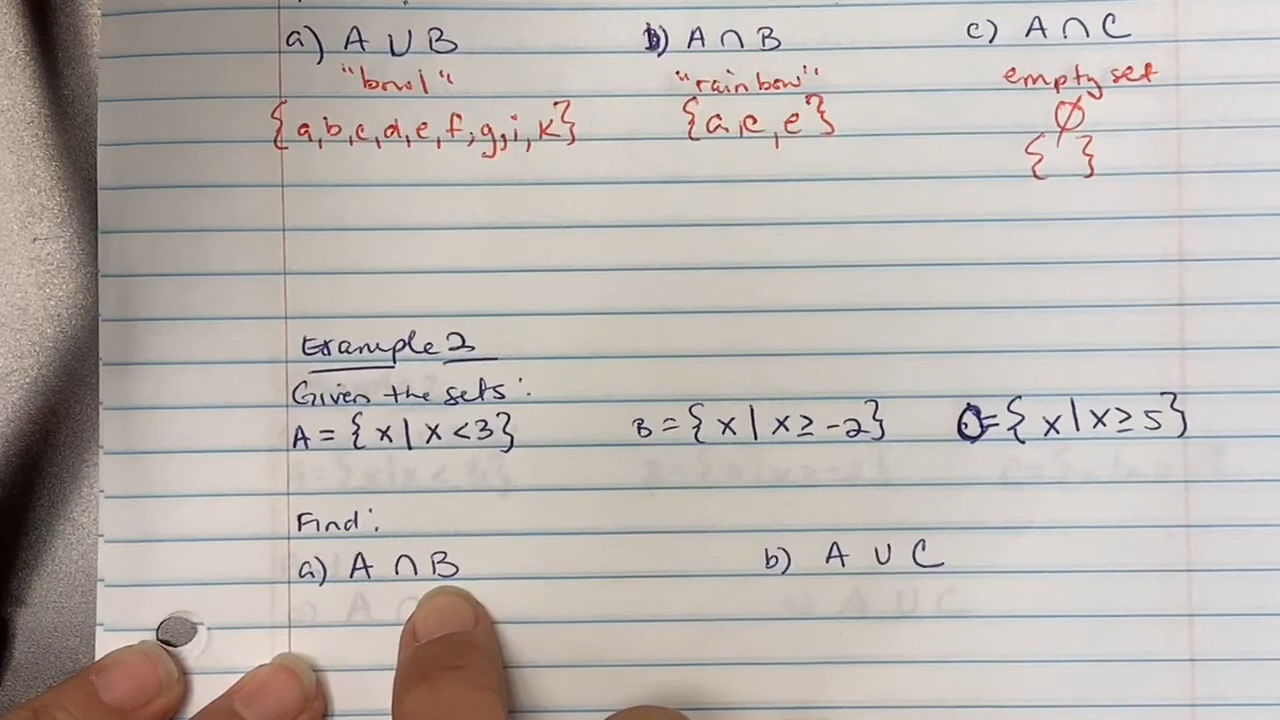 a) A ∪ B b) A ∩ B c) A ∩ C
"bowl" "rainbow" empty set
{a,b,c,d,e,f,g,i,k} {a,c,e} ∅
{ }
Example 2
Given the sets:
A = {x | x < 3} B = {x | x ≥ -2} C = {x | x ≥ 5}
Find:
a) A ∩ B b) A ∪ C